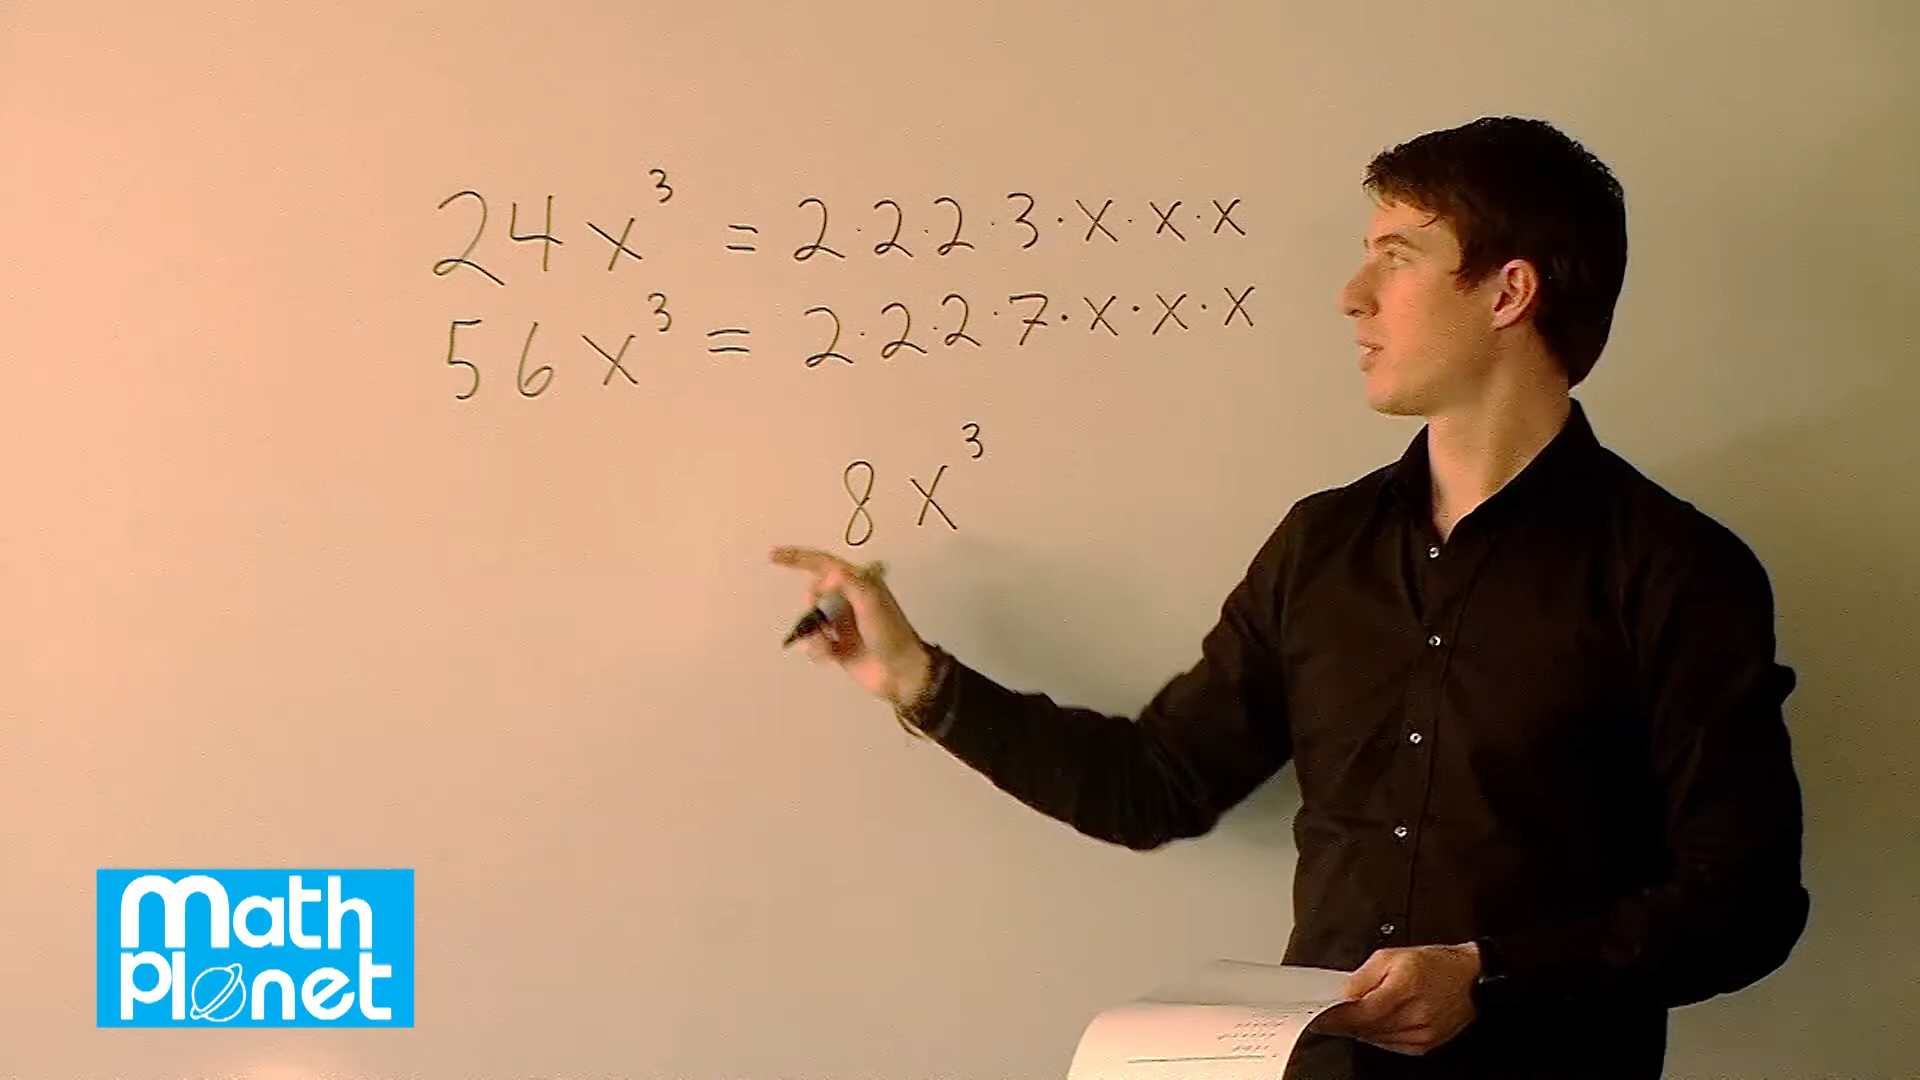 24x³ = 2·2·2·3·x·x·x
56x³ = 2·2·2·7·x·x·x
8x³
math
planet